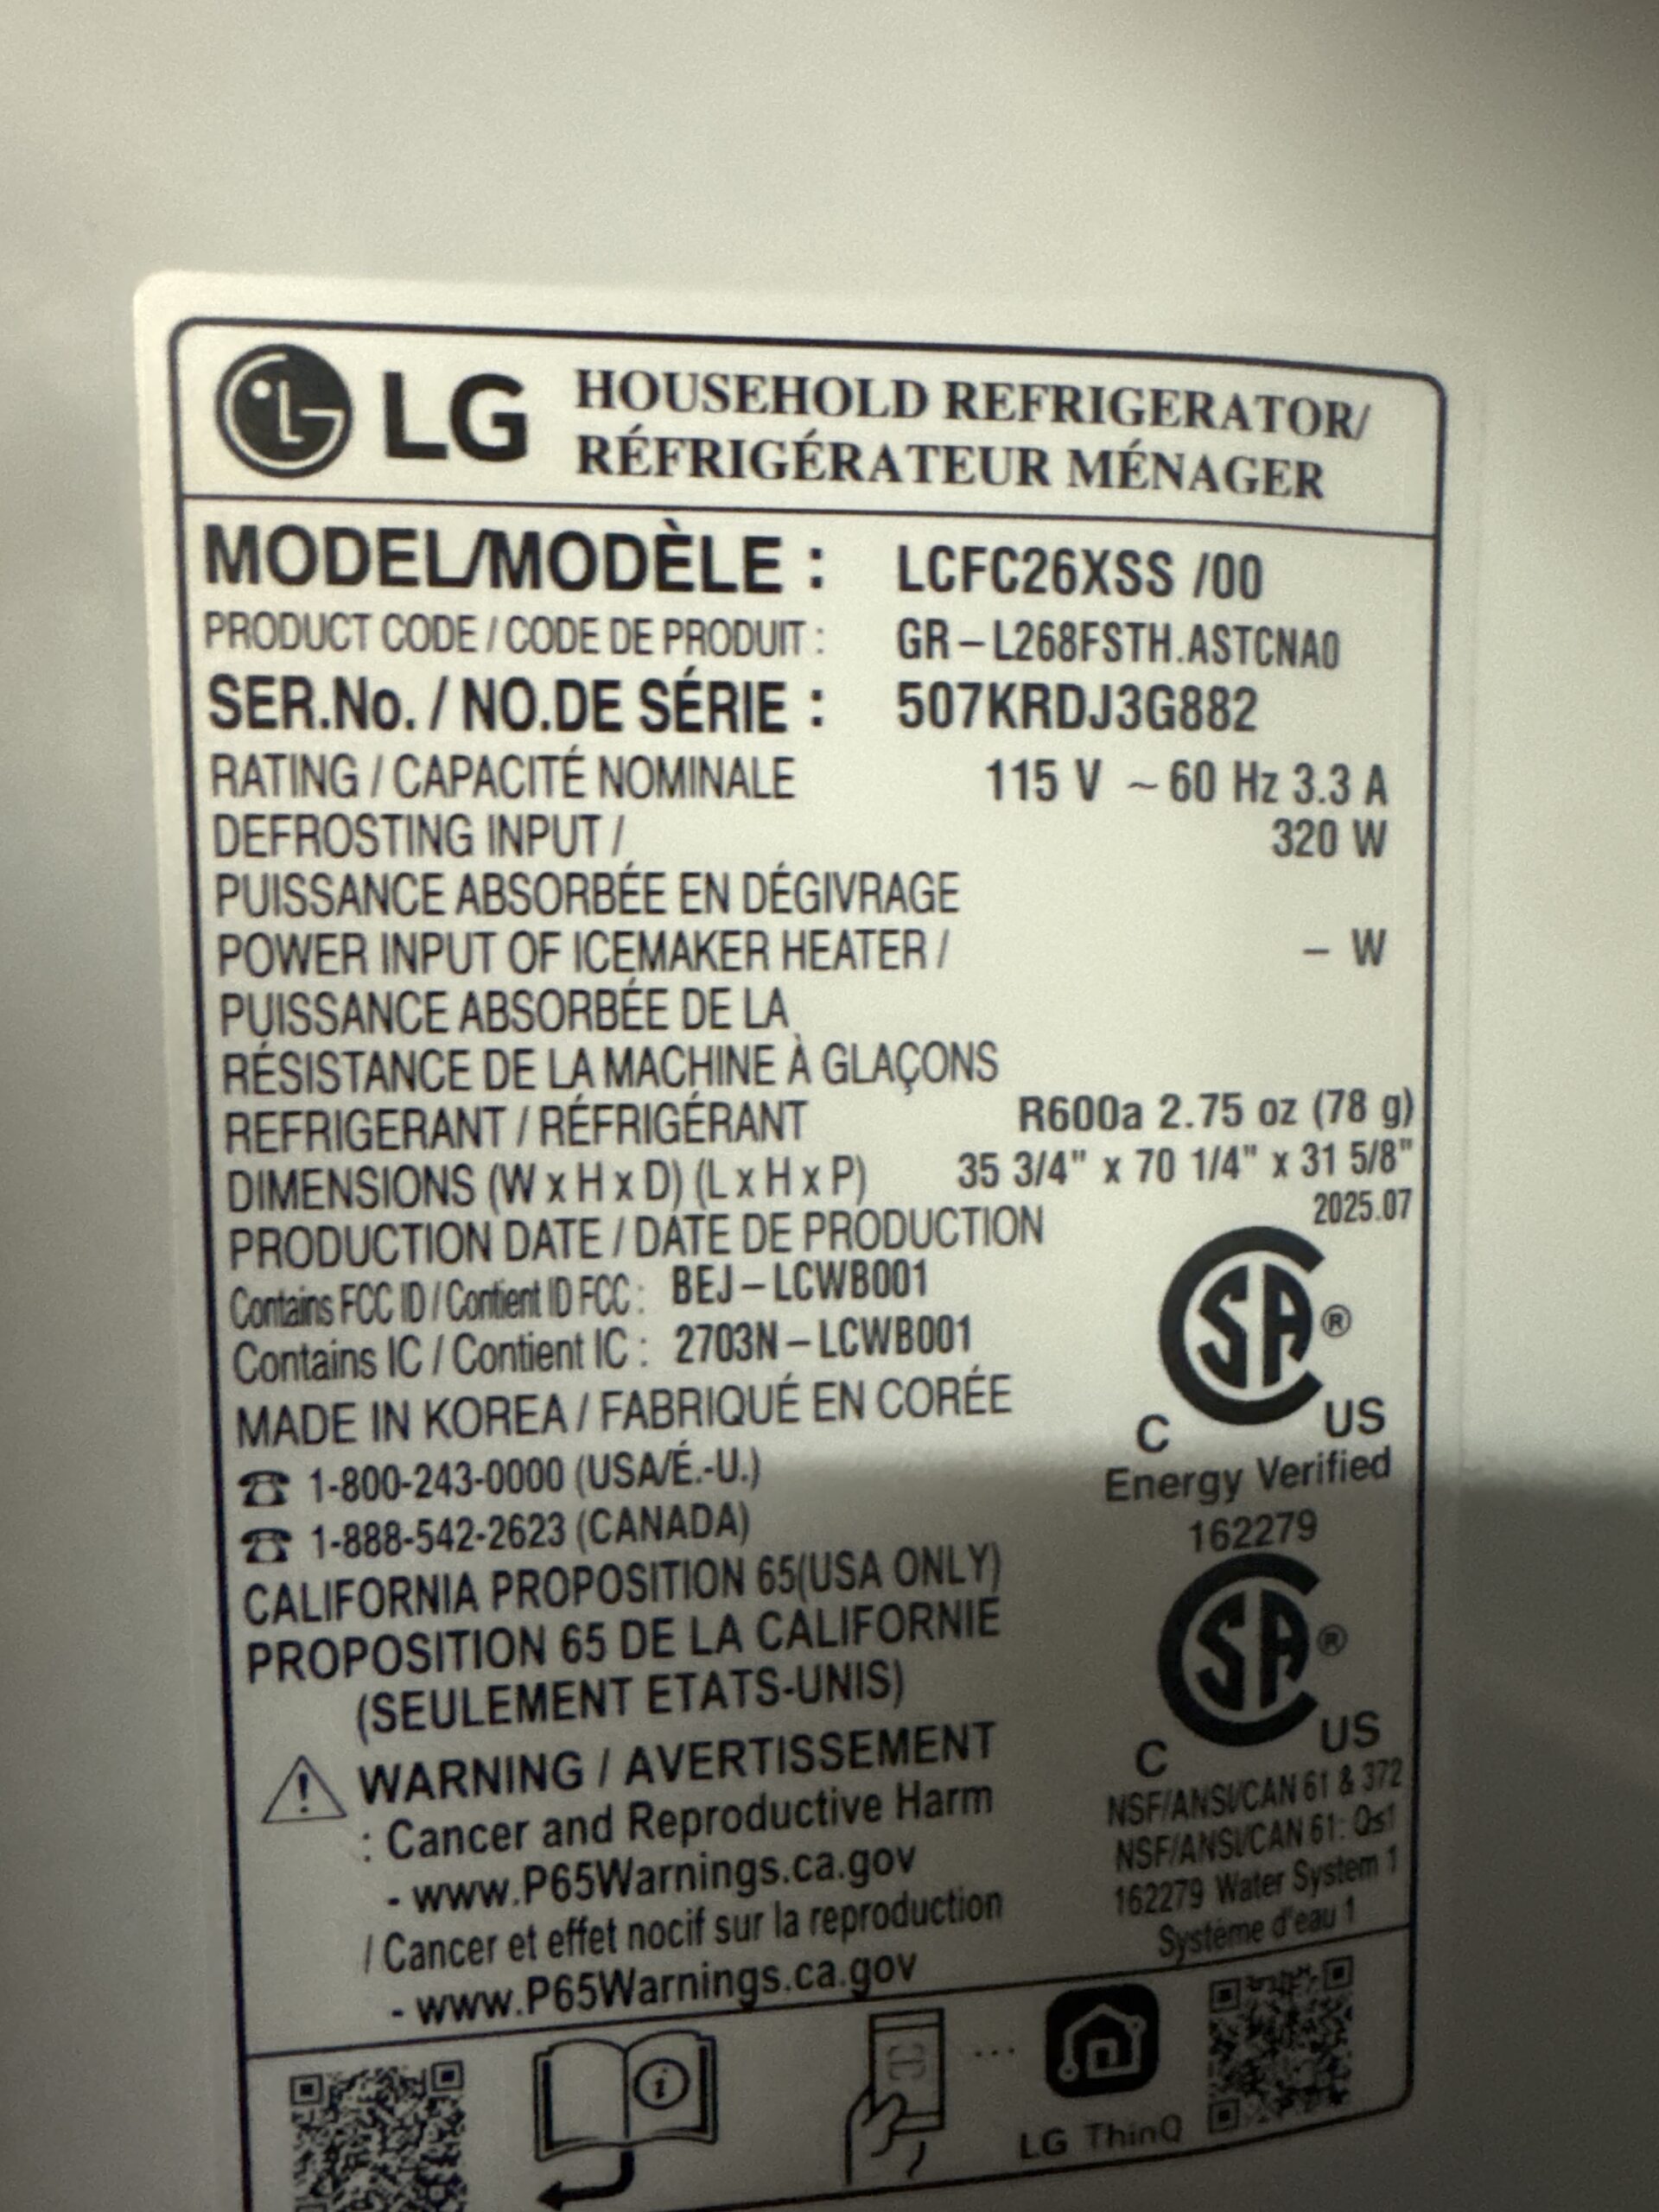 LG HOUSEHOLD REFRIGERATOR/
RÉFRIGÉRATEUR MÉNAGER
MODEL/MODÈLE : LCFC26XSS /00
PRODUCT CODE / CODE DE PRODUIT : GR-L268FSTH.ASTCNA0
SER.No. / NO.DE SÉRIE : 507KRDJ3G882
RATING / CAPACITÉ NOMINALE 115 V ~ 60 Hz 3.3 A
DEFROSTING INPUT / 320 W
PUISSANCE ABSORBÉE EN DÉGIVRAGE
POWER INPUT OF ICEMAKER HEATER / – W
PUISSANCE ABSORBÉE DE LA
RÉSISTANCE DE LA MACHINE À GLAÇONS
REFRIGERANT / RÉFRIGÉRANT R600a 2.75 oz (78 g)
DIMENSIONS (W x H x D) (L x H x P) 35 3/4" x 70 1/4" x 31 5/8"
PRODUCTION DATE / DATE DE PRODUCTION 2025.07
Contains FCC ID / Contient ID FCC : BEJ-LCWB001
Contains IC / Contient IC : 2703N-LCWB001
MADE IN KOREA / FABRIQUÉ EN CORÉE
☎ 1-800-243-0000 (USA/É.-U.)
☎ 1-888-542-2623 (CANADA)
CALIFORNIA PROPOSITION 65(USA ONLY)
PROPOSITION 65 DE LA CALIFORNIE
(SEULEMENT ETATS-UNIS)
⚠ WARNING / AVERTISSEMENT
: Cancer and Reproductive Harm
- www.P65Warnings.ca.gov
/ Cancer et effet nocif sur la reproduction
- www.P65Warnings.ca.gov
SA®
C US
Energy Verified
162279
SA®
C US
NSF/ANSI/CAN 61 & 372
NSF/ANSI/CAN 61: Q≤1
162279 Water System 1
Système d'eau 1
LG ThinQ